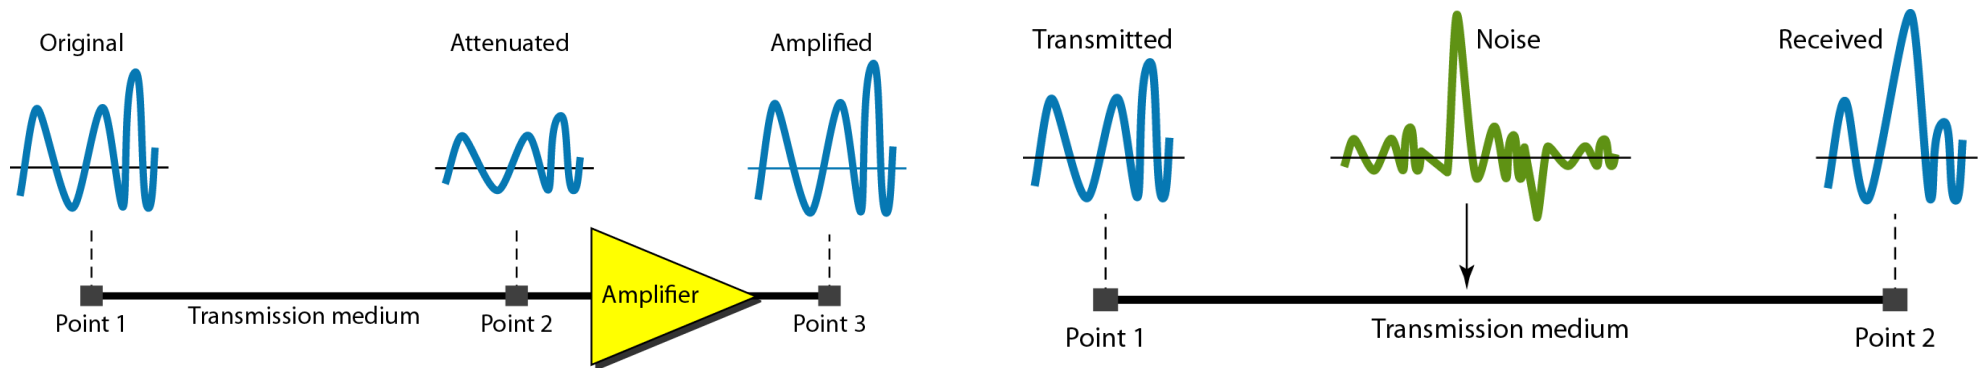 Original
Attenuated
Amplified
Amplifier
Transmission medium
Point 1
Point 2
Point 3
Transmitted
Noise
Received
Transmission medium
Point 1
Point 2